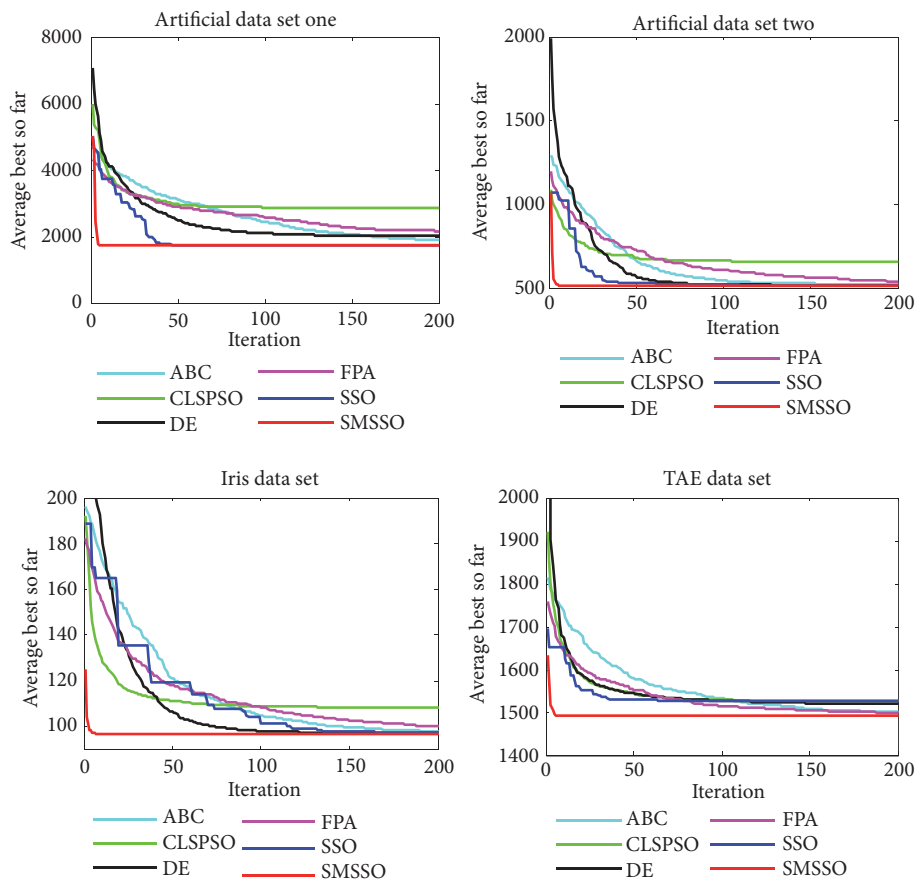 Artificial data set one
8000
6000
4000
2000
0
0 50 100 150 200
Average best so far
Iteration
ABC FPA
CLSPSO SSO
DE SMSSO
Artificial data set two
2000
1500
1000
500
0 50 100 150 200
Average best so far
Iteration
ABC FPA
CLSPSO SSO
DE SMSSO
Iris data set
200
180
160
140
120
100
0 50 100 150 200
Average best so far
Iteration
ABC FPA
CLSPSO SSO
DE SMSSO
TAE data set
2000
1900
1800
1700
1600
1500
1400
0 50 100 150 200
Average best so far
Iteration
ABC FPA
CLSPSO SSO
DE SMSSO